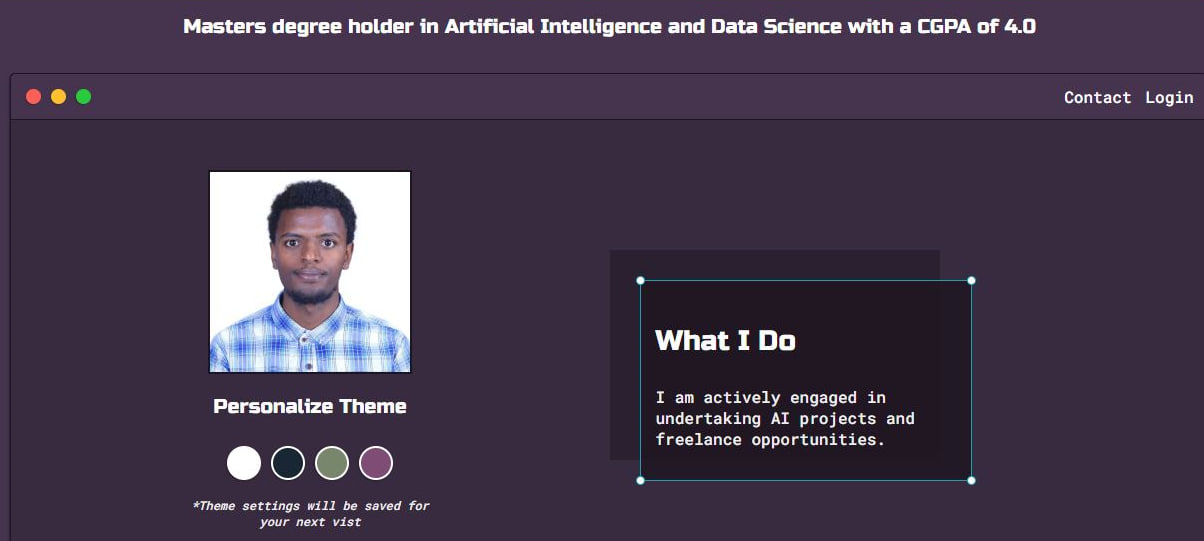 Masters degree holder in Artificial Intelligence and Data Science with a CGPA of 4.0
Contact Login
Personalize Theme
*Theme settings will be saved for
your next vist
What I Do
I am actively engaged in
undertaking AI projects and
freelance opportunities.